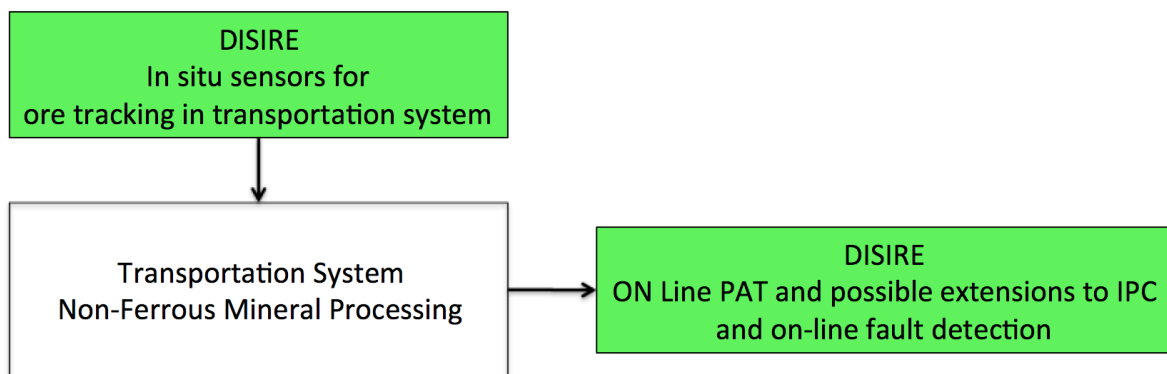 DISIRE
In situ sensors for
ore tracking in transportation system
Transportation System
Non-Ferrous Mineral Processing
DISIRE
ON Line PAT and possible extensions to IPC
and on-line fault detection